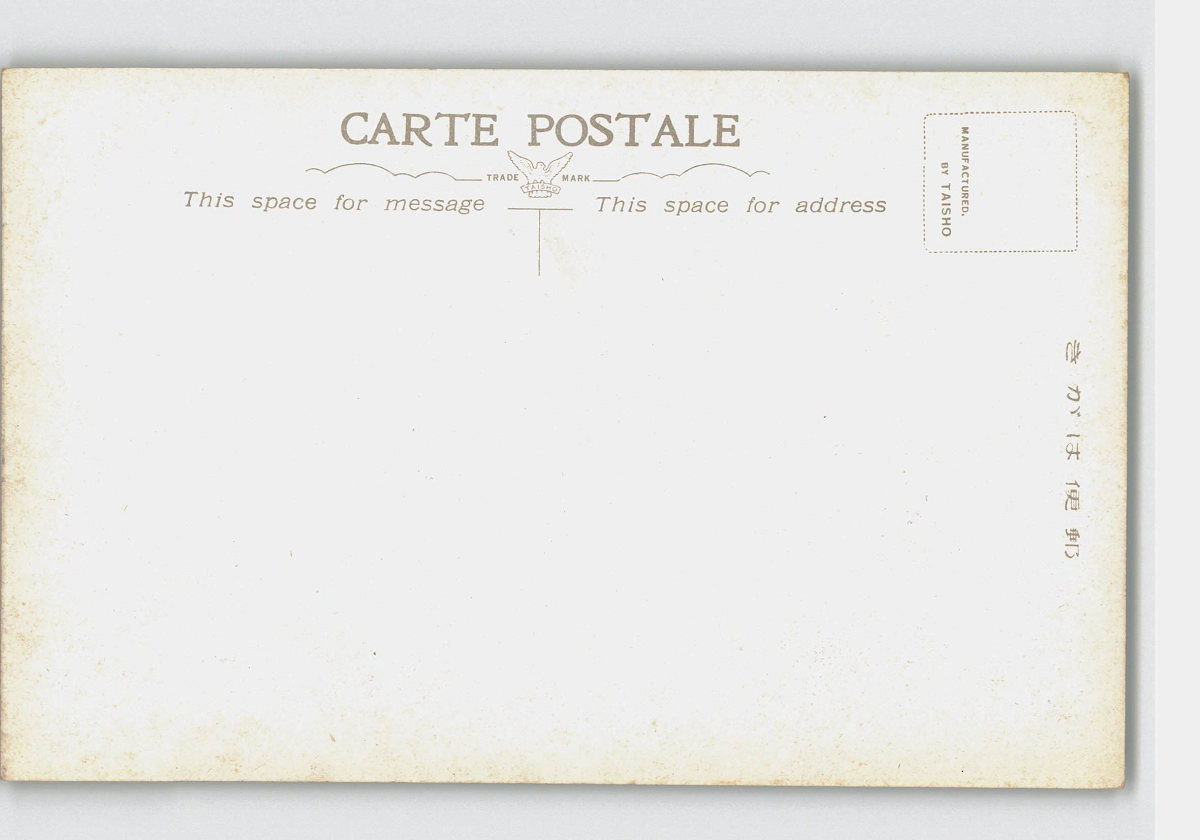 CARTE POSTALE
TRADE MARK
TAISHO
This space for message
This space for address
MANUFACTURED.
BY TAISHO
きがは便郵